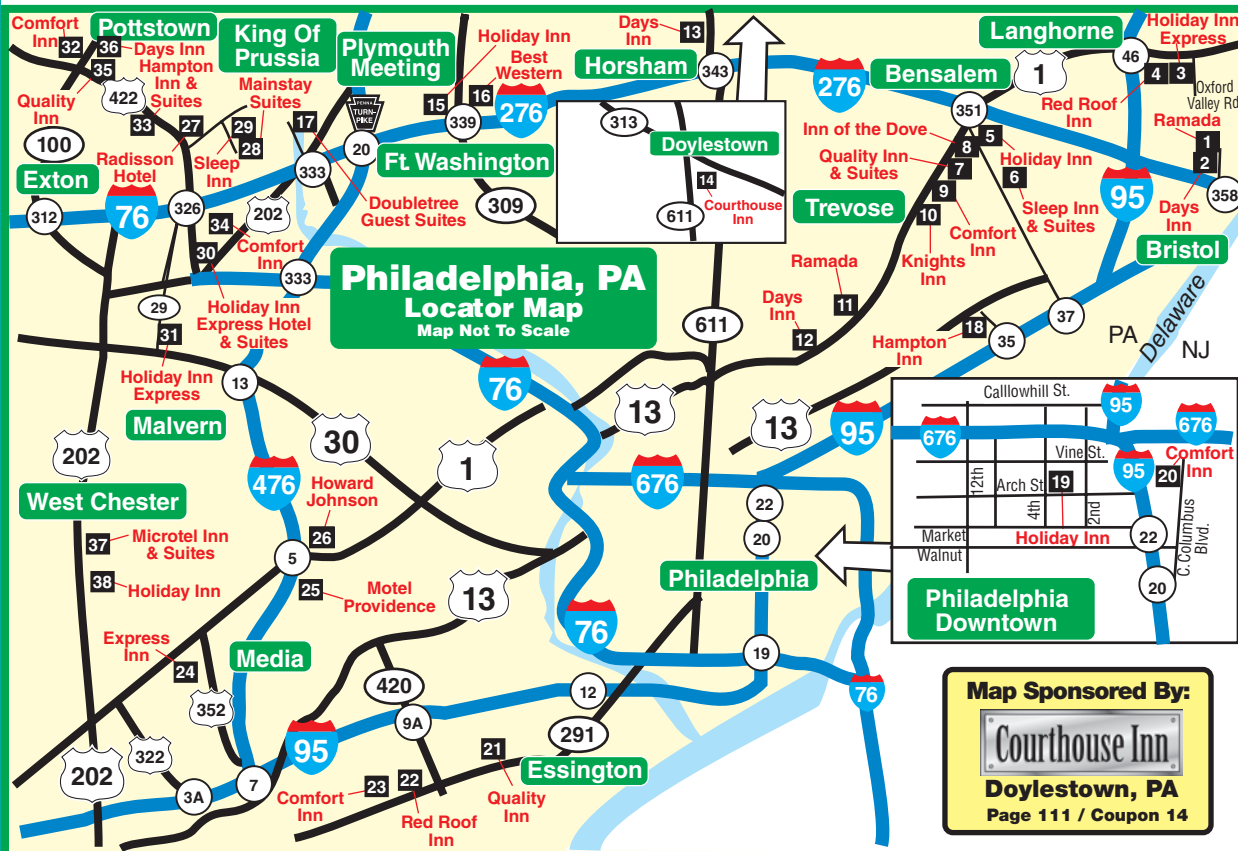 Comfort
Inn
32
Pottstown
36
Days Inn
35
Hampton
Inn &
Suites
Quality
Inn
422
33
100
King Of
Prussia
Mainstay
Suites
27
29
28
Sleep
Inn
Radisson
Hotel
Plymouth
Meeting
PENNA
TURN-
PIKE
17
20
333
Holiday Inn
15
Best
Western
16
339
276
Ft. Washington
309
Doubletree
Guest Suites
Days
Inn
13
Horsham
343
276
313
Doylestown
14
Courthouse
Inn
611
Langhorne
46
Holiday Inn
Express
1
4
3
Red Roof
Inn
Oxford
Valley Rd
Ramada
1
2
Bensalem
351
Inn of the Dove
8
5
Holiday Inn
Quality Inn
& Suites
7
6
Sleep Inn
& Suites
9
10
Trevose
Comfort
Inn
Knights
Inn
95
Days
Inn
358
Bristol
Exton
312
76
326
202
34
Comfort
Inn
30
333
29
Holiday Inn
Express Hotel
& Suites
31
Holiday Inn
Express
Philadelphia, PA
Locator Map
Map Not To Scale
611
Ramada
11
Days
Inn
12
37
18
Hampton
Inn
35
PA
Delaware
NJ
13
Malvern
76
13
13
95
30
1
202
476
676
22
20
West Chester
Howard
Johnson
26
37
Microtel Inn
& Suites
5
38
Holiday Inn
25
Motel
Providence
13
Philadelphia
76
Express
Inn
24
Media
420
352
322
9A
12
19
76
202
95
291
3A
7
21
Essington
Comfort
Inn
23
22
Red Roof
Inn
Quality
Inn
Calllowhill St.
95
676
676
Vine St.
95
20
Comfort
Inn
12th
Arch St
19
4th
2nd
Market
Holiday Inn
22
Walnut
C. Columbus
Blvd.
20
Philadelphia
Downtown
Map Sponsored By:
Courthouse Inn
Doylestown, PA
Page 111 / Coupon 14